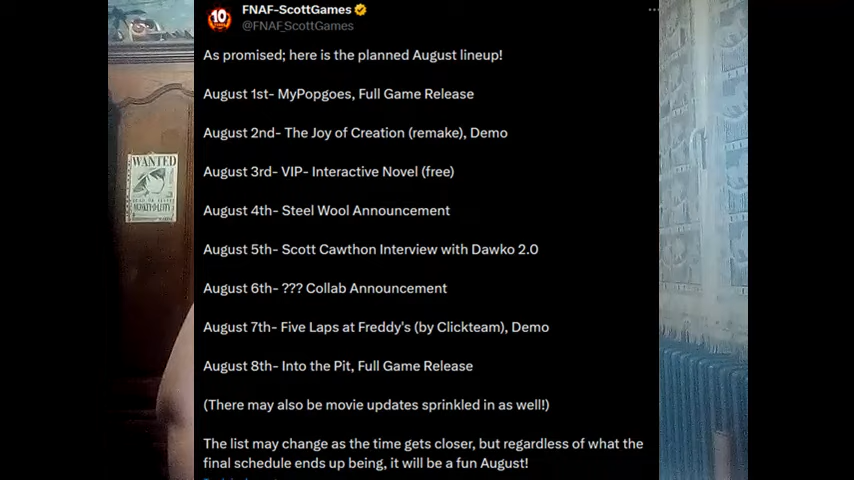 10
FNAF-ScottGames
@FNAF_ScottGames
As promised; here is the planned August lineup!
August 1st- MyPopgoes, Full Game Release
August 2nd- The Joy of Creation (remake), Demo
August 3rd- VIP- Interactive Novel (free)
August 4th- Steel Wool Announcement
August 5th- Scott Cawthon Interview with Dawko 2.0
August 6th- ??? Collab Announcement
August 7th- Five Laps at Freddy's (by Clickteam), Demo
August 8th- Into the Pit, Full Game Release
(There may also be movie updates sprinkled in as well!)
The list may change as the time gets closer, but regardless of what the
final schedule ends up being, it will be a fun August!
WANTED